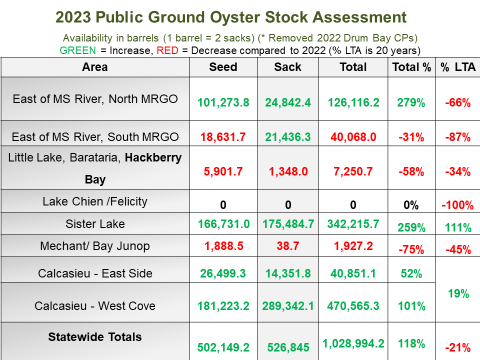 2023 Public Ground Oyster Stock Assessment
Availability in barrels (1 barrel = 2 sacks) (* Removed 2022 Drum Bay CPs)
GREEN = Increase, RED = Decrease compared to 2022 (% LTA is 20 years)
Area Seed Sack Total Total % % LTA
East of MS River, North MRGO 101,273.8 24,842.4 126,116.2 279% -66%
East of MS River, South MRGO 18,631.7 21,436.3 40,068.0 -31% -87%
Little Lake, Barataria, Hackberry
Bay 5,901.7 1,348.0 7,250.7 -58% -34%
Lake Chien /Felicity 0 0 0 0% -100%
Sister Lake 166,731.0 175,484.7 342,215.7 259% 111%
Mechant/ Bay Junop 1,888.5 38.7 1,927.2 -75% -45%
Calcasieu - East Side 26,499.3 14,351.8 40,851.1 52%
19%
Calcasieu - West Cove 181,223.2 289,342.1 470,565.3 101%
Statewide Totals 502,149.2 526,845 1,028,994.2 118% -21%